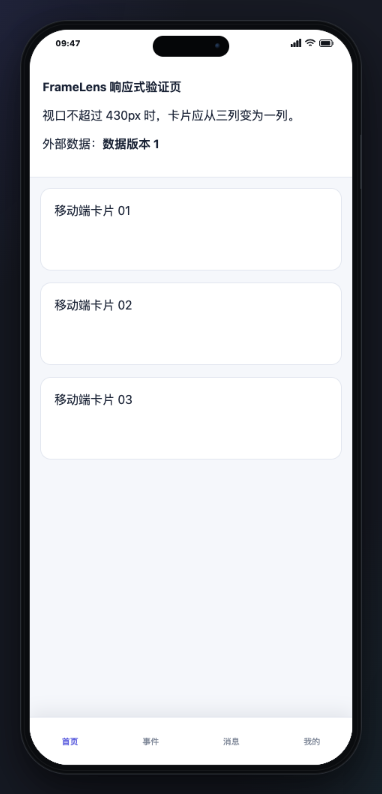 09:47
FrameLens 响应式验证页
视口不超过 430px 时，卡片应从三列变为一列。
外部数据：数据版本 1
移动端卡片 01
移动端卡片 02
移动端卡片 03
首页 事件 消息 我的